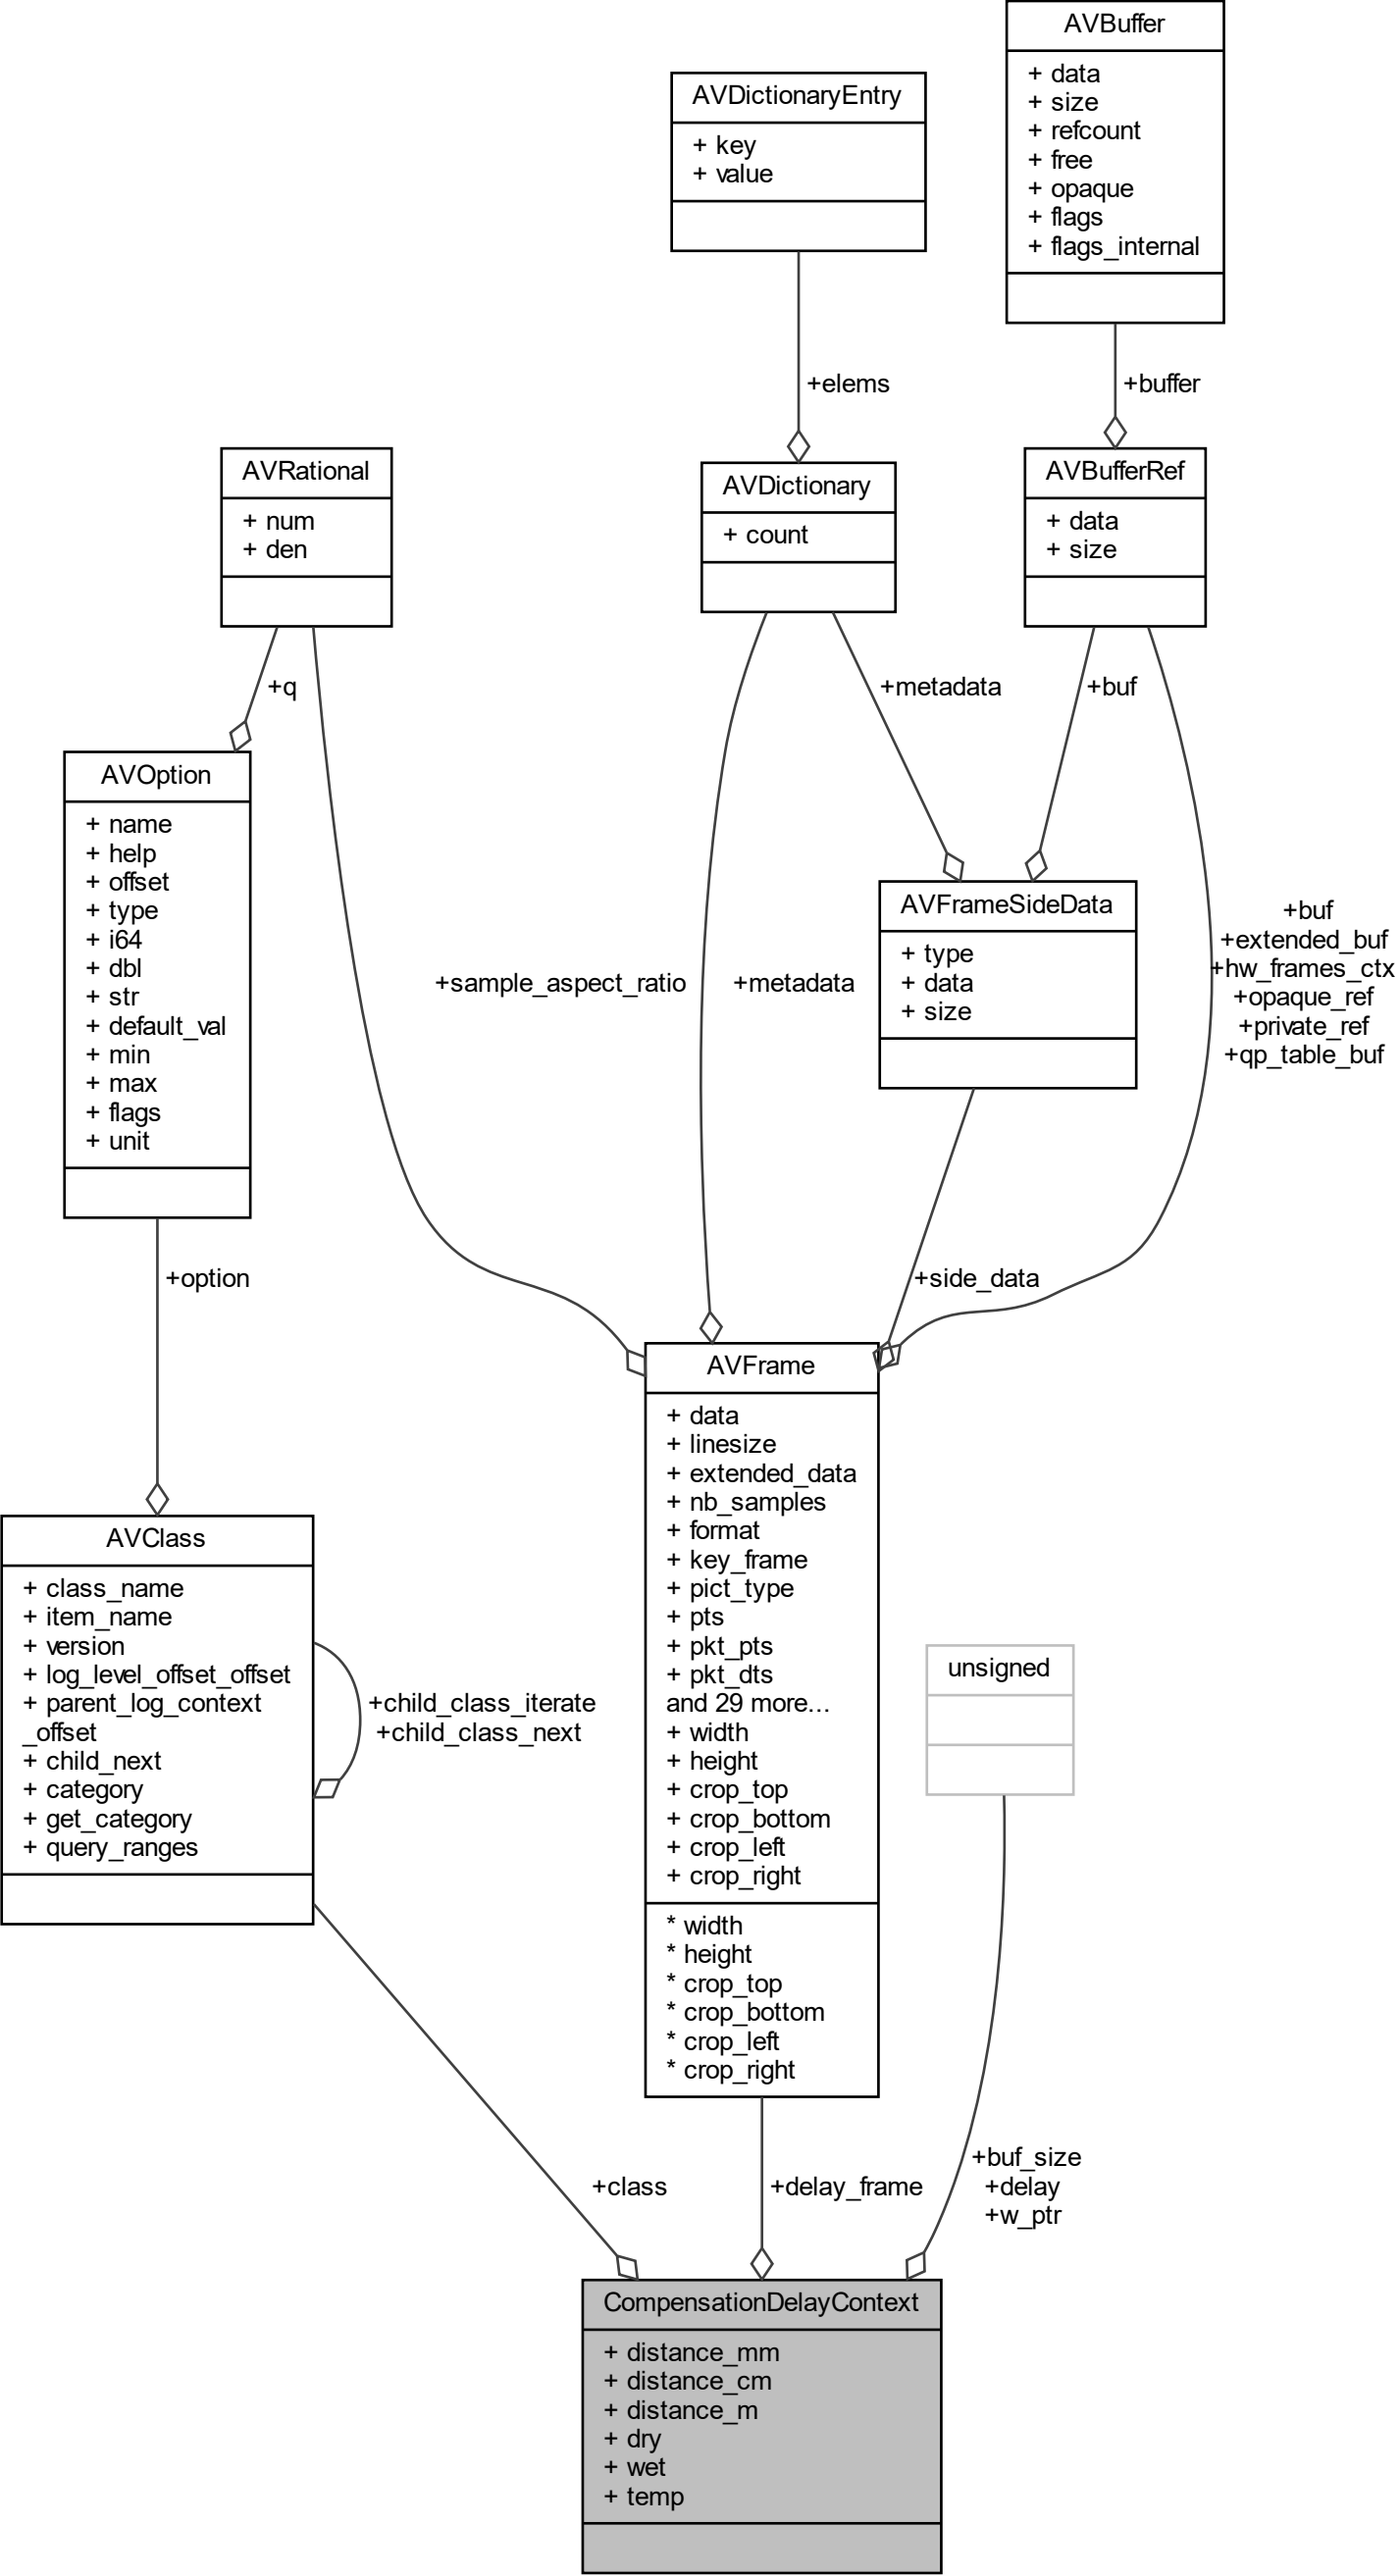 AVBuffer
+ data
+ size
+ refcount
+ free
+ opaque
+ flags
+ flags_internal
AVDictionaryEntry
+ key
+ value
+elems
+buffer
AVRational
+ num
+ den
AVDictionary
+ count
AVBufferRef
+ data
+ size
+q
+metadata
+buf
AVOption
+ name
+ help
+ offset
+ type
+ i64
+ dbl
+ str
+ default_val
+ min
+ max
+ flags
+ unit
AVFrameSideData
+ type
+ data
+ size
+buf
+extended_buf
+hw_frames_ctx
+opaque_ref
+private_ref
+qp_table_buf
+sample_aspect_ratio
+metadata
+option
+side_data
AVFrame
+ data
+ linesize
+ extended_data
+ nb_samples
+ format
+ key_frame
+ pict_type
+ pts
+ pkt_pts
+ pkt_dts
and 29 more...
+ width
+ height
+ crop_top
+ crop_bottom
+ crop_left
+ crop_right
* width
* height
* crop_top
* crop_bottom
* crop_left
* crop_right
AVClass
+ class_name
+ item_name
+ version
+ log_level_offset_offset
+ parent_log_context
_offset
+ child_next
+ category
+ get_category
+ query_ranges
+child_class_iterate
+child_class_next
unsigned
+class
+delay_frame
+buf_size
+delay
+w_ptr
CompensationDelayContext
+ distance_mm
+ distance_cm
+ distance_m
+ dry
+ wet
+ temp